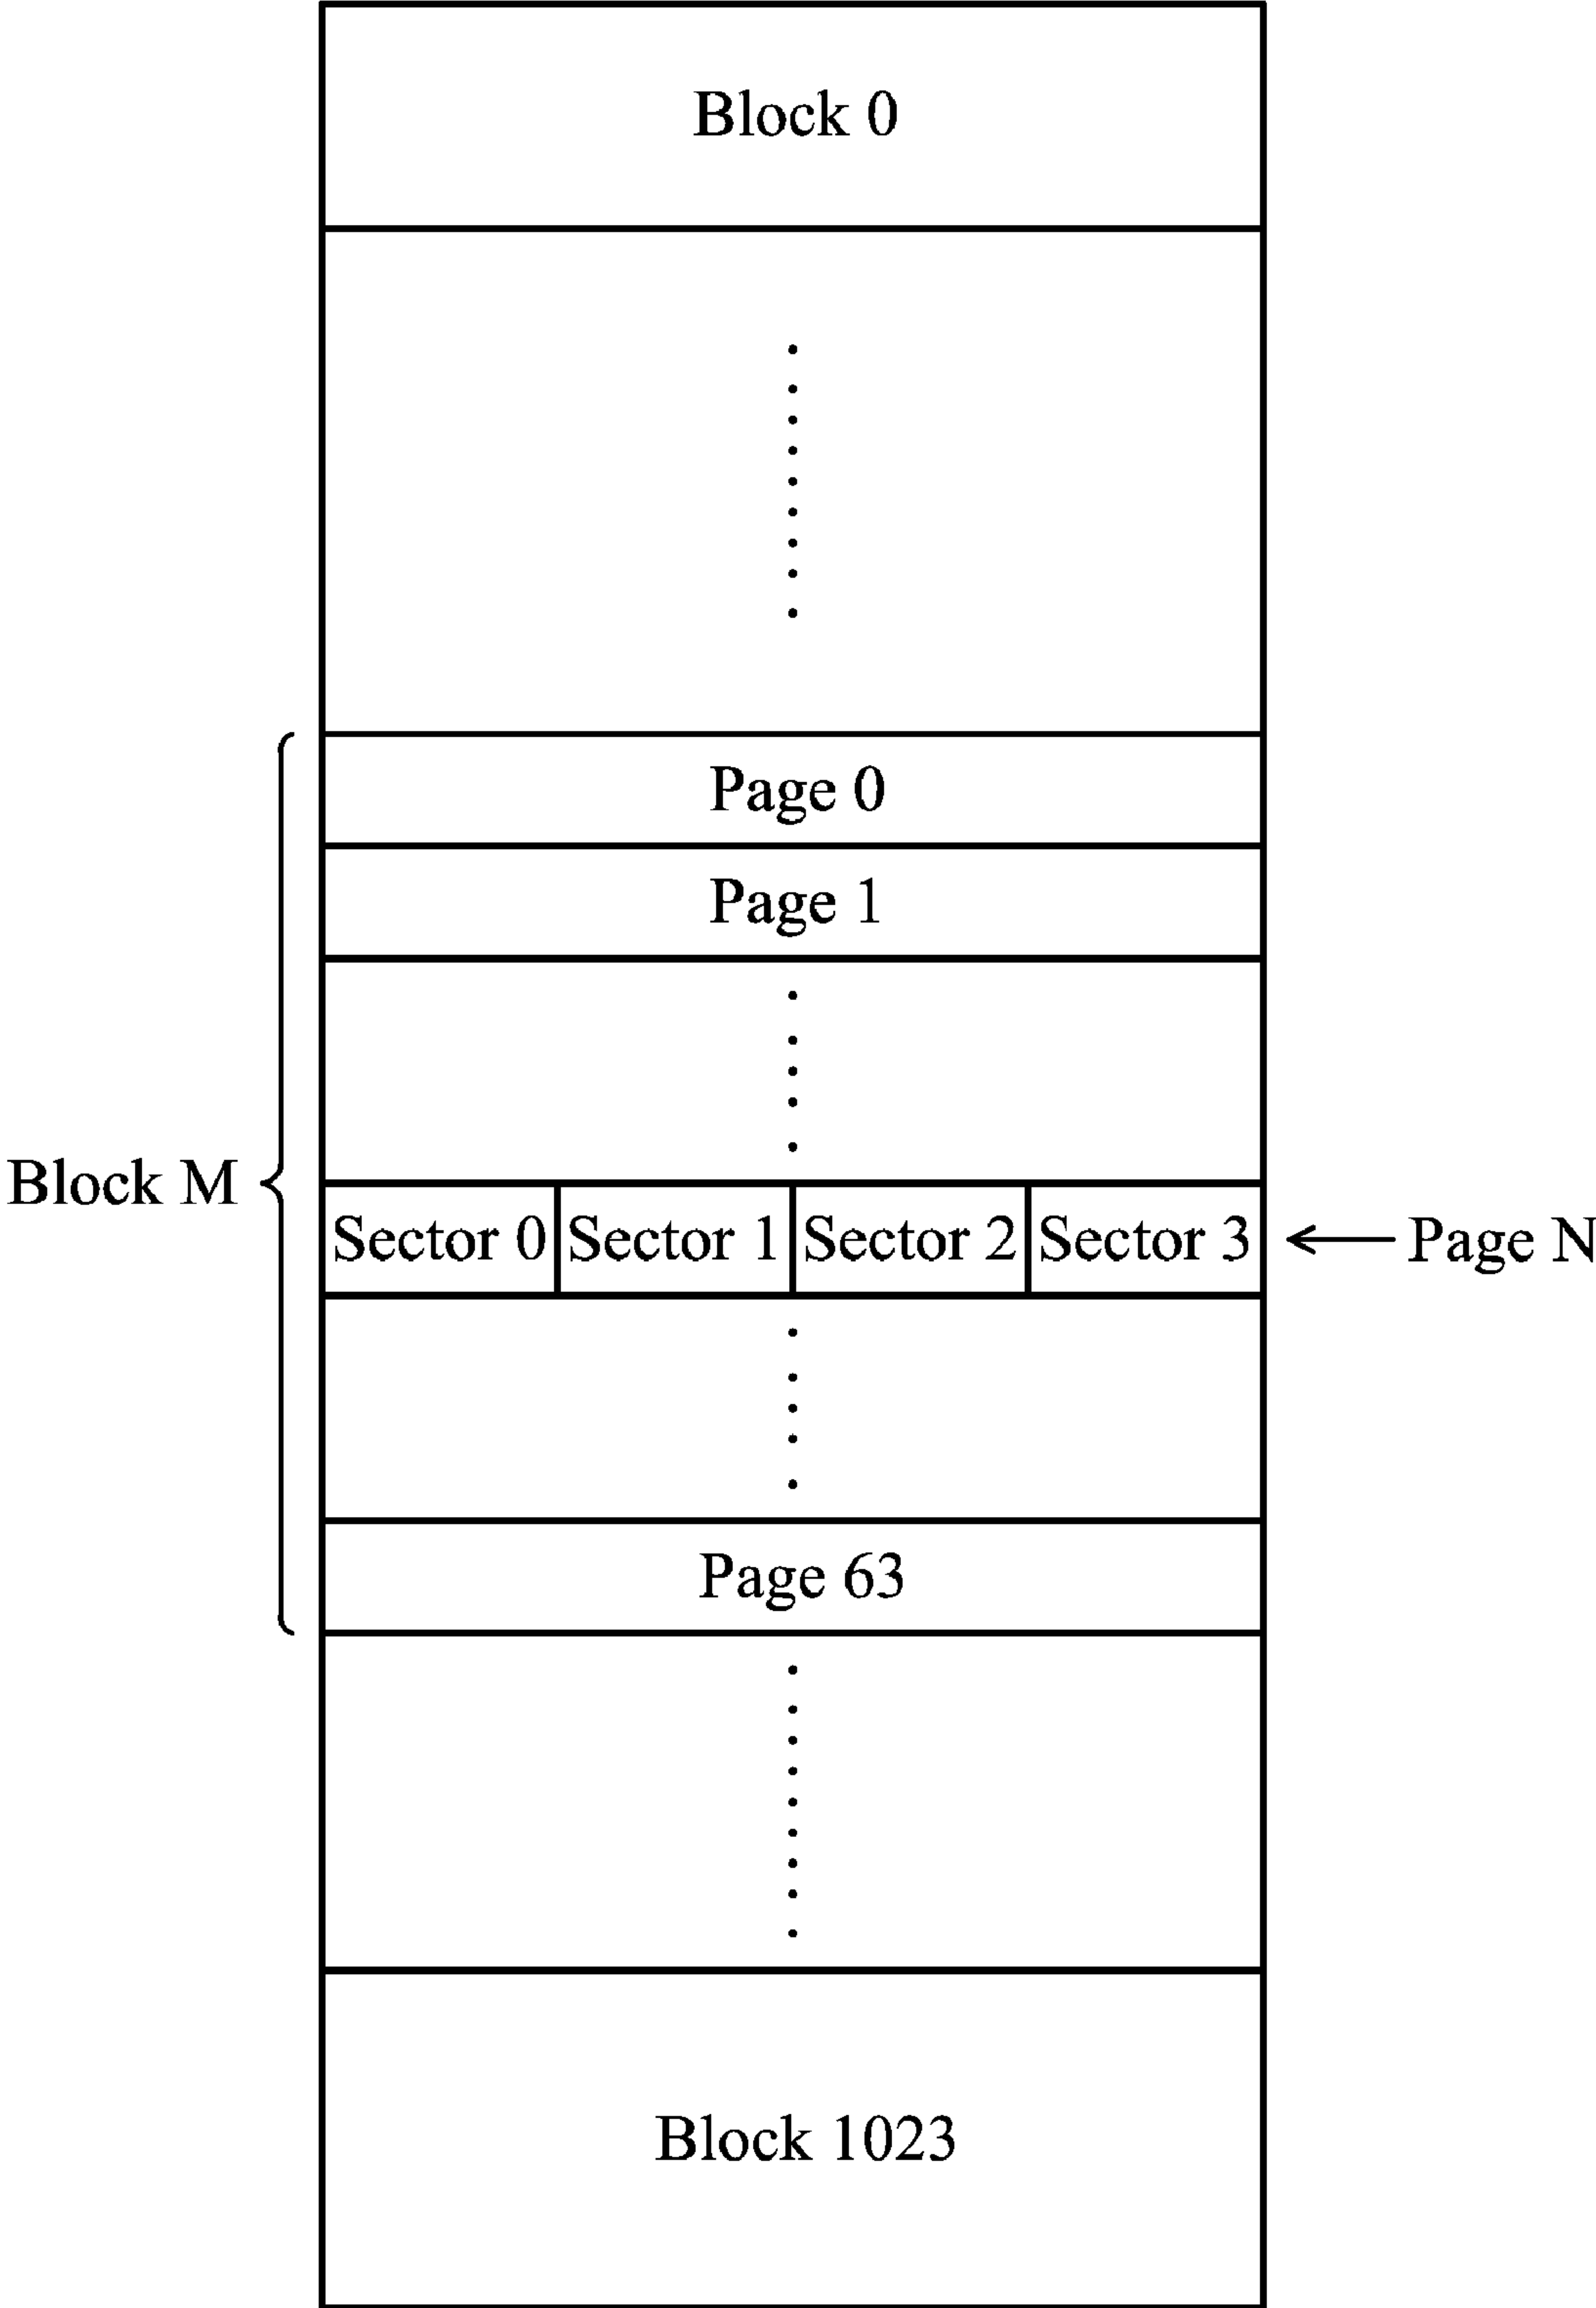 Block 0
Page 0
Page 1
Block M
Sector 0 Sector 1 Sector 2 Sector 3
Page N
Page 63
Block 1023